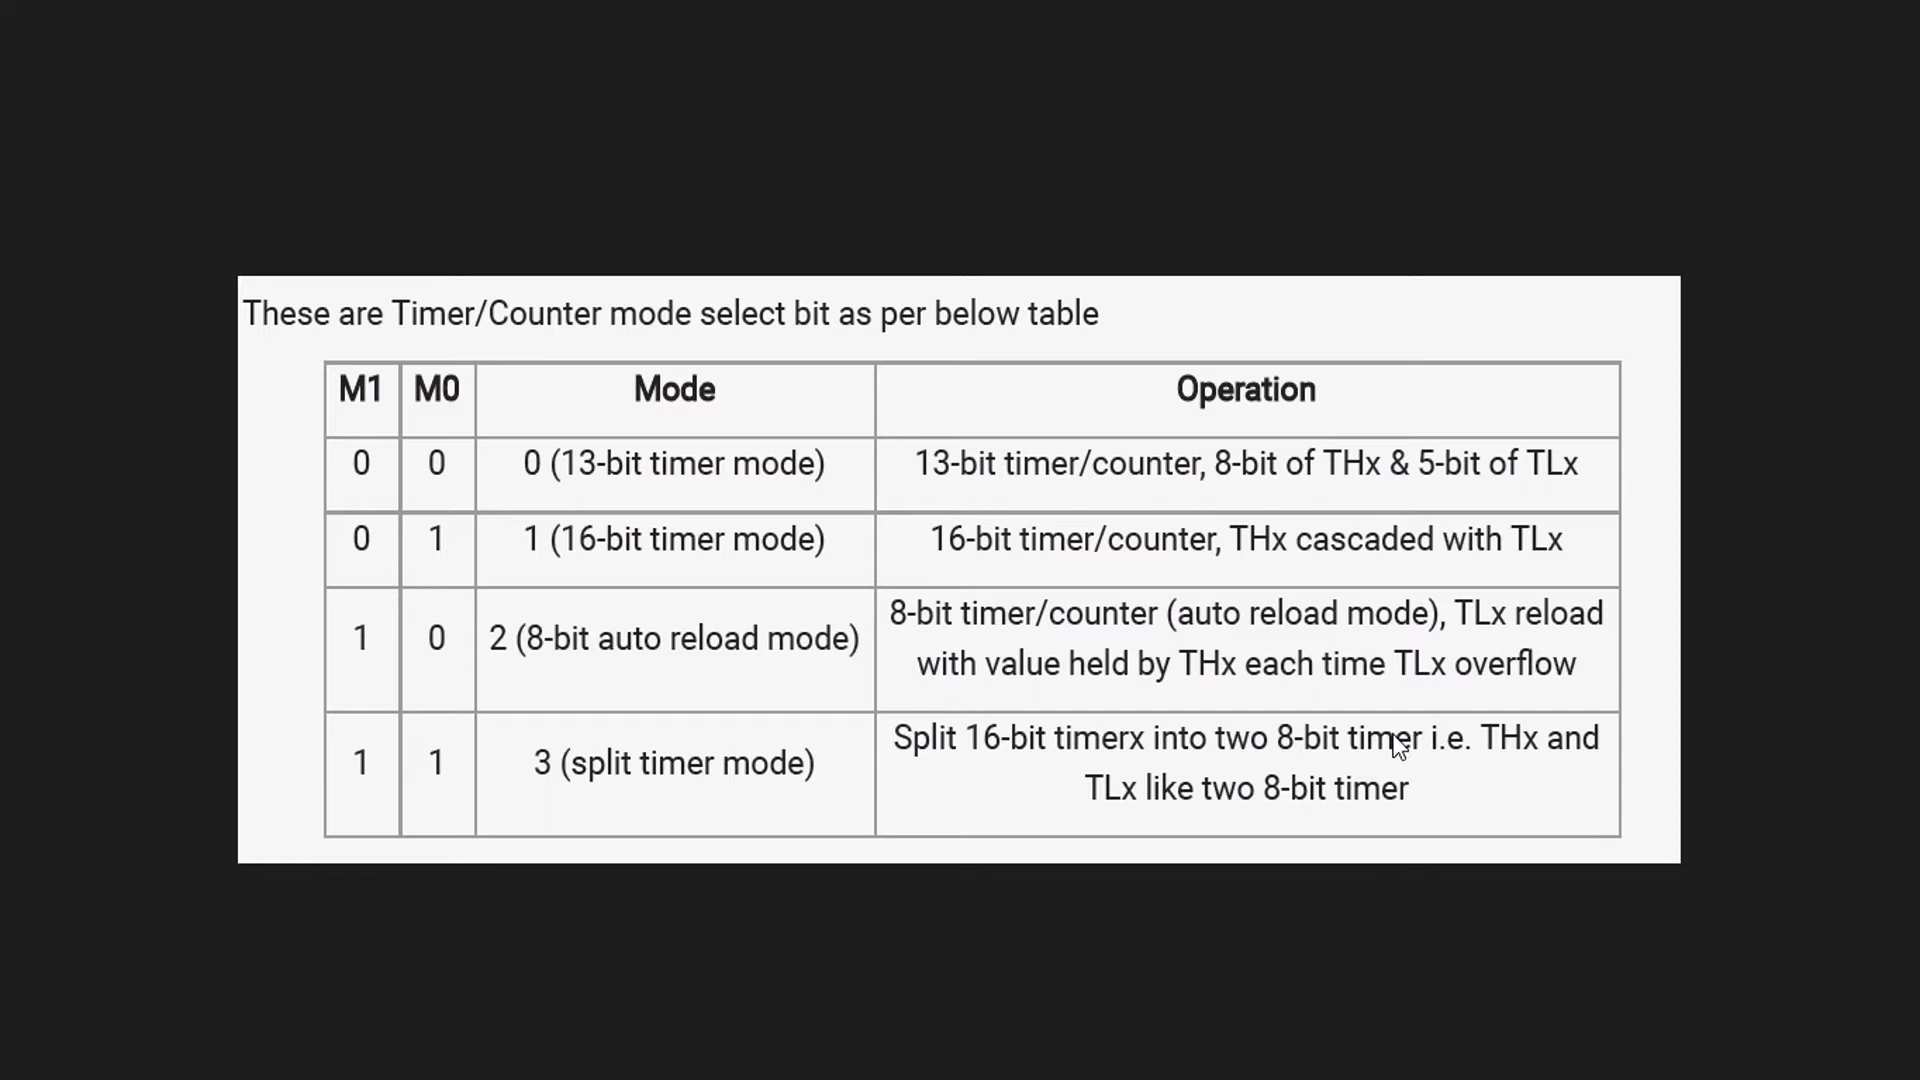 These are Timer/Counter mode select bit as per below table
M1 M0 Mode Operation
0 0 0 (13-bit timer mode) 13-bit timer/counter, 8-bit of THx & 5-bit of TLx
0 1 1 (16-bit timer mode) 16-bit timer/counter, THx cascaded with TLx
1 0 2 (8-bit auto reload mode) 8-bit timer/counter (auto reload mode), TLx reload
with value held by THx each time TLx overflow
1 1 3 (split timer mode) Split 16-bit timerx into two 8-bit timer i.e. THx and
TLx like two 8-bit timer